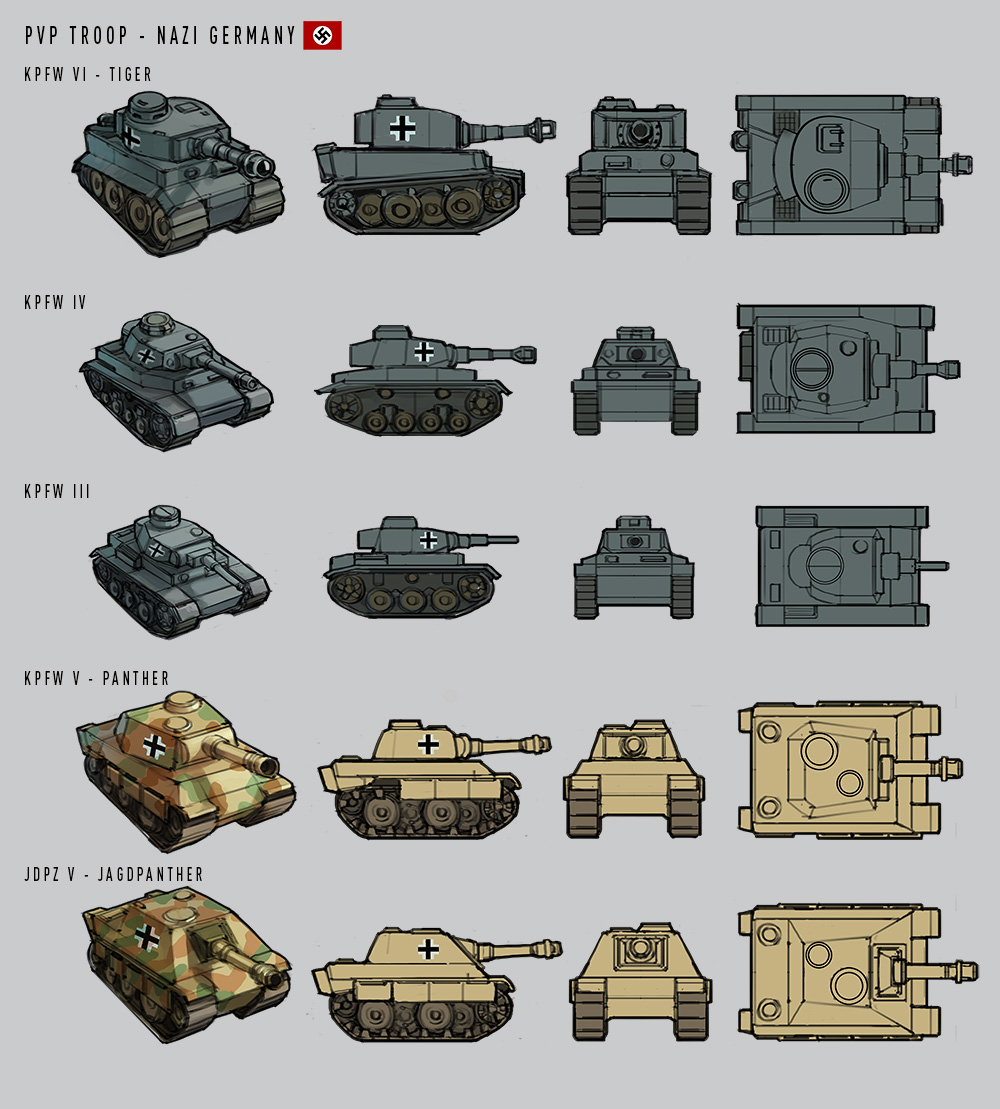 PVP TROOP - NAZI GERMANY
KPFW VI - TIGER
KPFW IV
KPFW III
KPFW V - PANTHER
JDPZ V - JAGDPANTHER